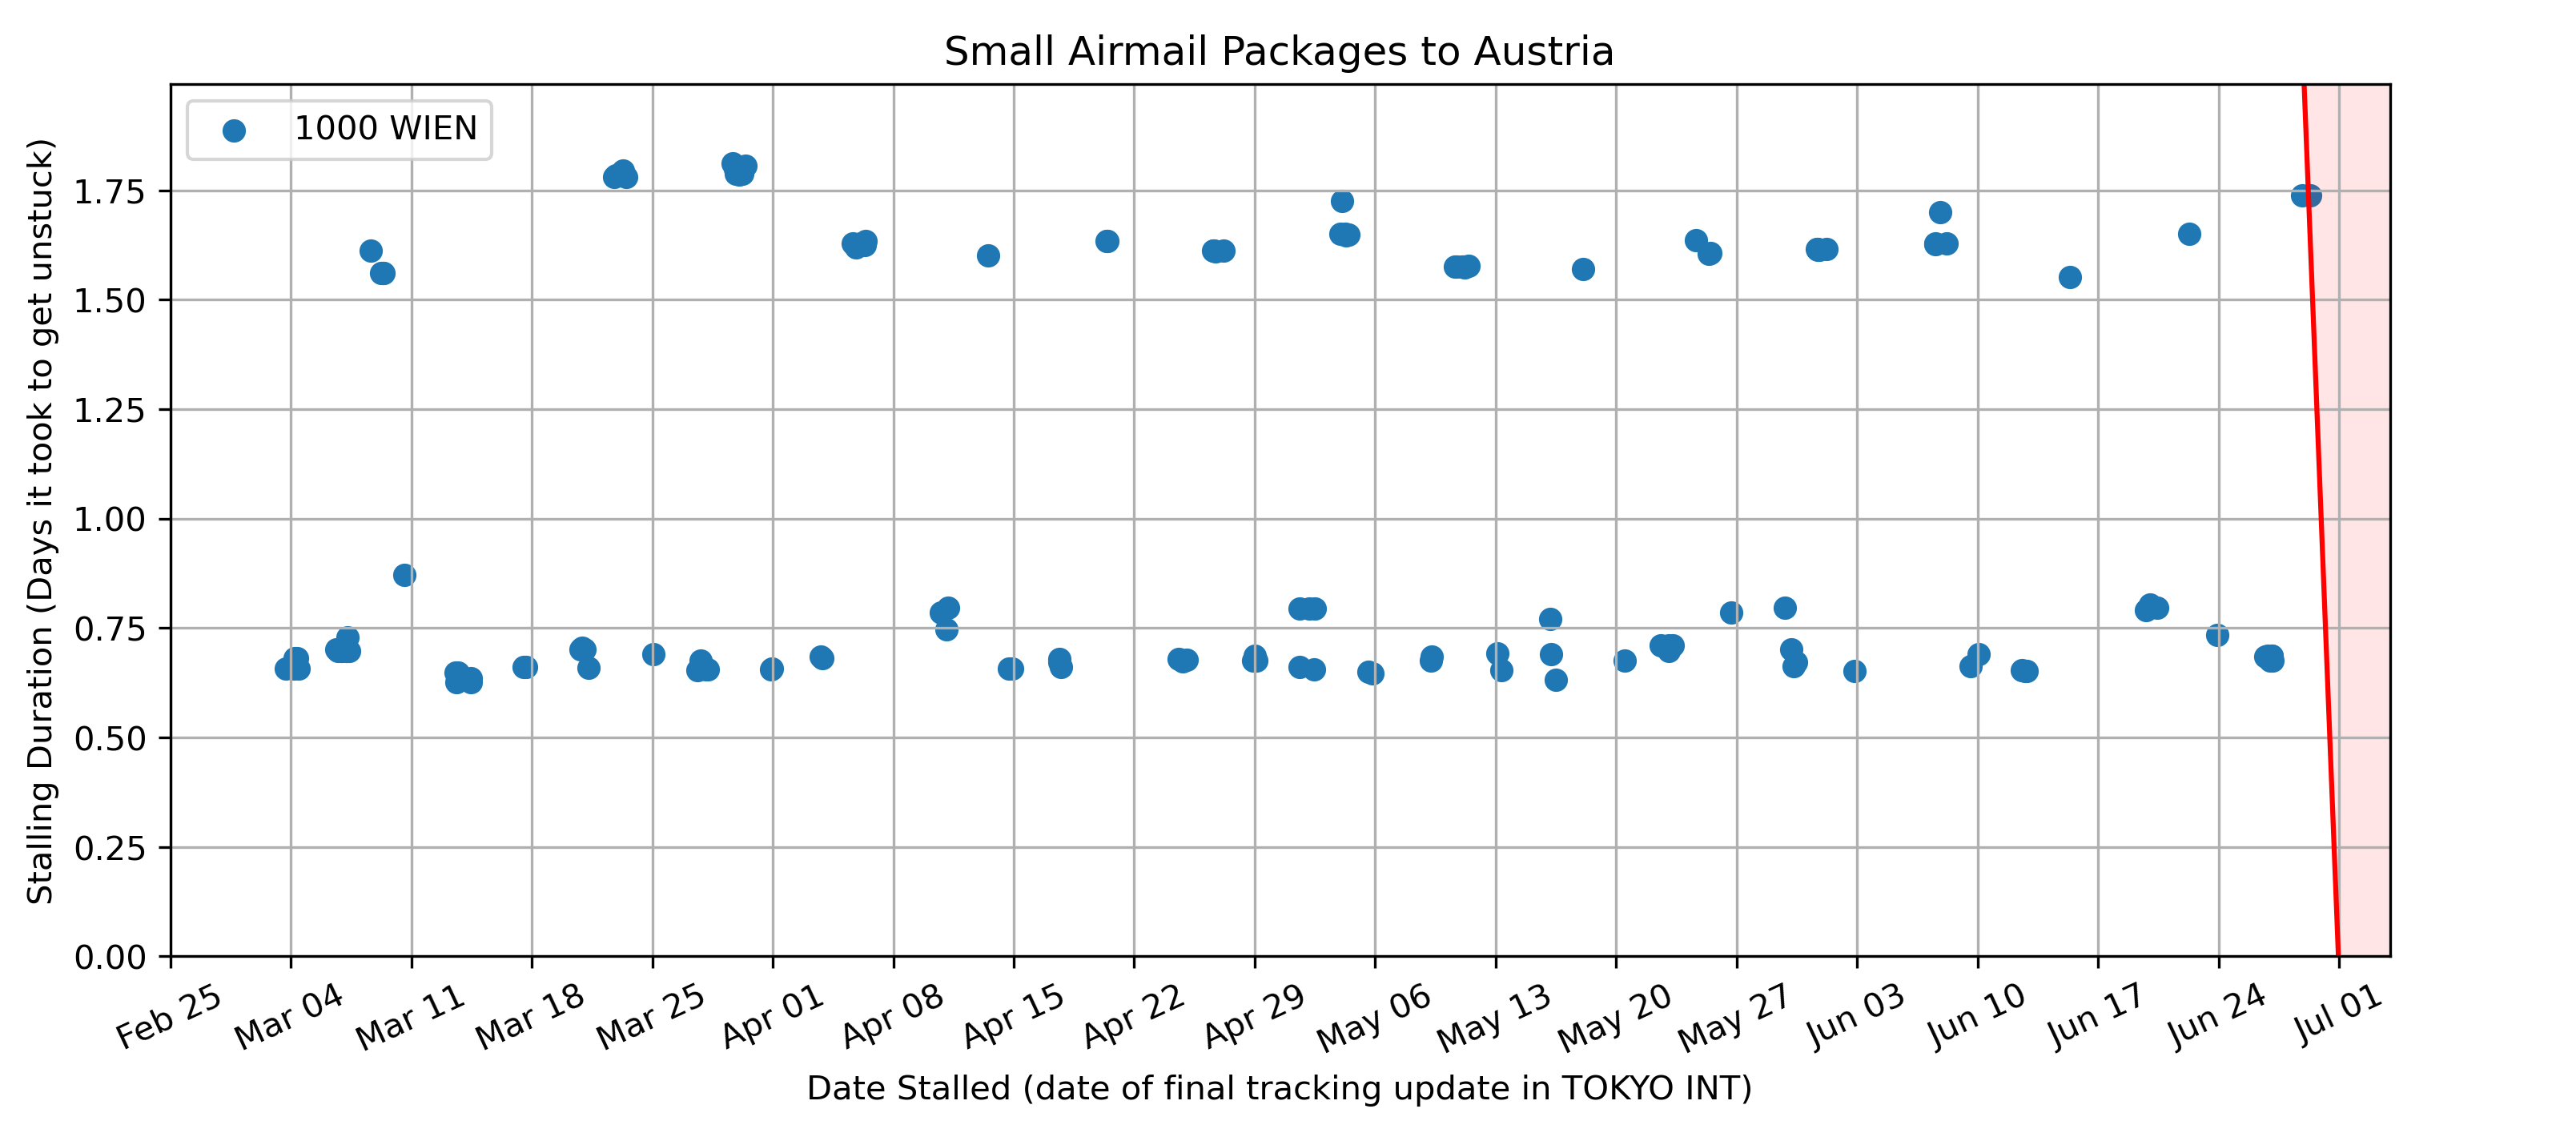 Small Airmail Packages to Austria
1000 WIEN
Stalling Duration (Days it took to get unstuck)
1.75
1.50
1.25
1.00
0.75
0.50
0.25
0.00
Feb 25
Mar 04
Mar 11
Mar 18
Mar 25
Apr 01
Apr 08
Apr 15
Apr 22
Apr 29
May 06
May 13
May 20
May 27
Jun 03
Jun 10
Jun 17
Jun 24
Jul 01
Date Stalled (date of final tracking update in TOKYO INT)